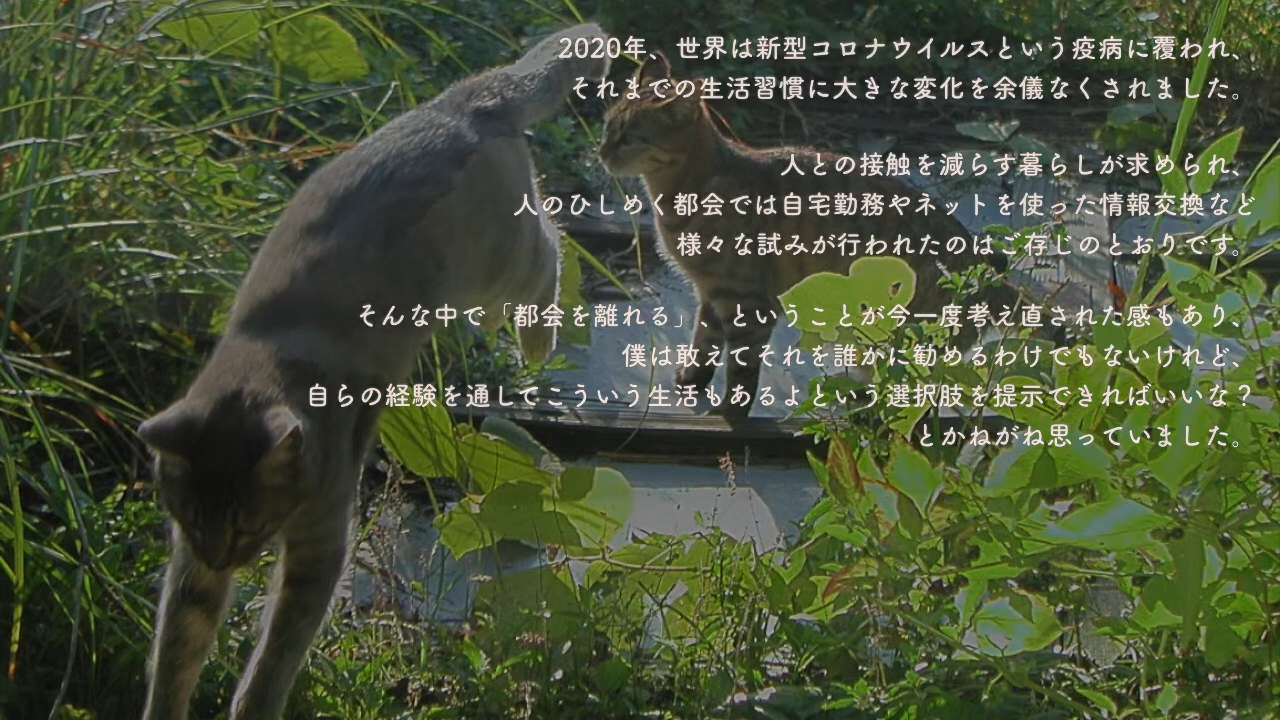 2020年、世界は新型コロナウイルスという疫病に覆われ、
それまでの生活習慣に大きな変化を余儀なくされました。
人との接触を減らす暮らしが求められ、
人のひしめく都会では自宅勤務やネットを使った情報交換など
様々な試みが行われたのはご存じのとおりです。
そんな中で「都会を離れる」、ということが今一度考え直された感もあり、
僕は敢えてそれを誰かに勧めるわけでもないけれど、
自らの経験を通してこういう生活もあるよという選択肢を提示できればいいな？
とかねがね思っていました。